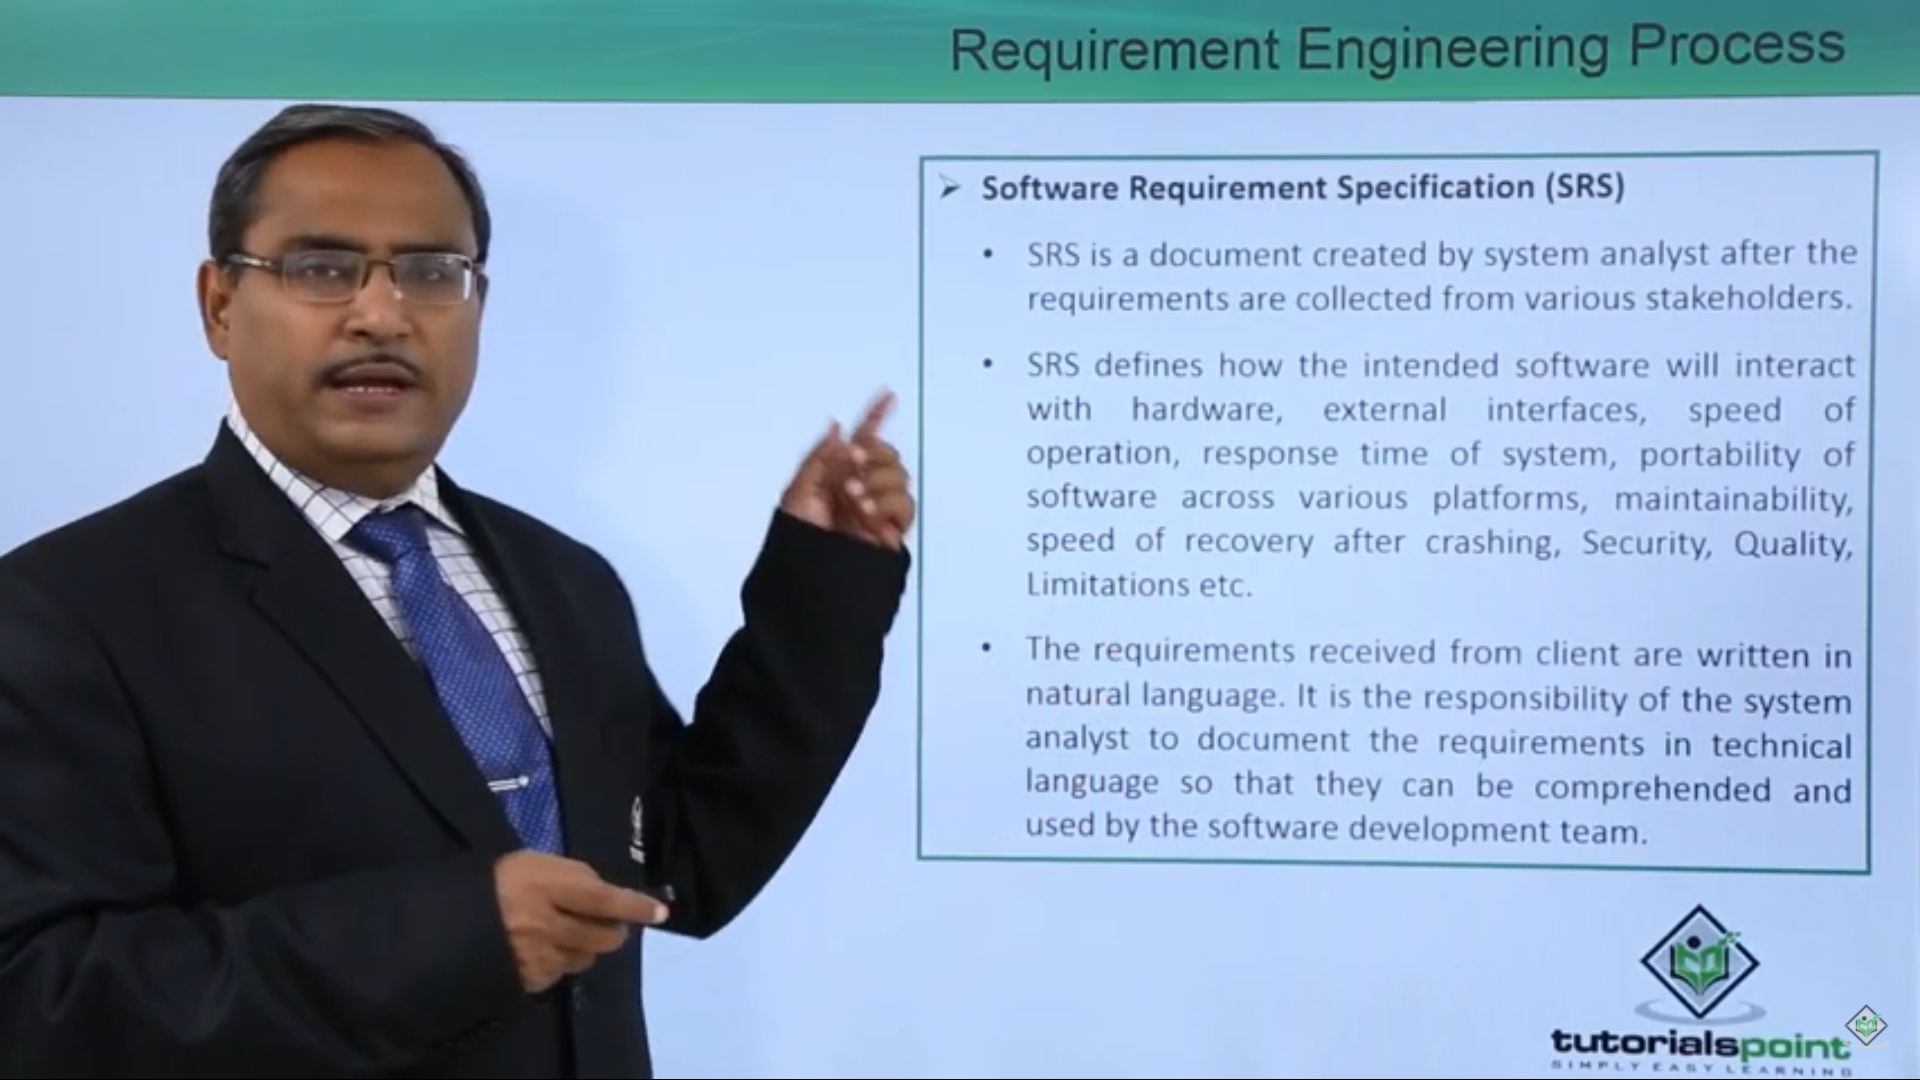 Requirement Engineering Process
➢ Software Requirement Specification (SRS)
• SRS is a document created by system analyst after the
requirements are collected from various stakeholders.
• SRS defines how the intended software will interact
with hardware, external interfaces, speed of
operation, response time of system, portability of
software across various platforms, maintainability,
speed of recovery after crashing, Security, Quality,
Limitations etc.
• The requirements received from client are written in
natural language. It is the responsibility of the system
analyst to document the requirements in technical
language so that they can be comprehended and
used by the software development team.
tutorialspoint
SIMPLY EASY LEARNING